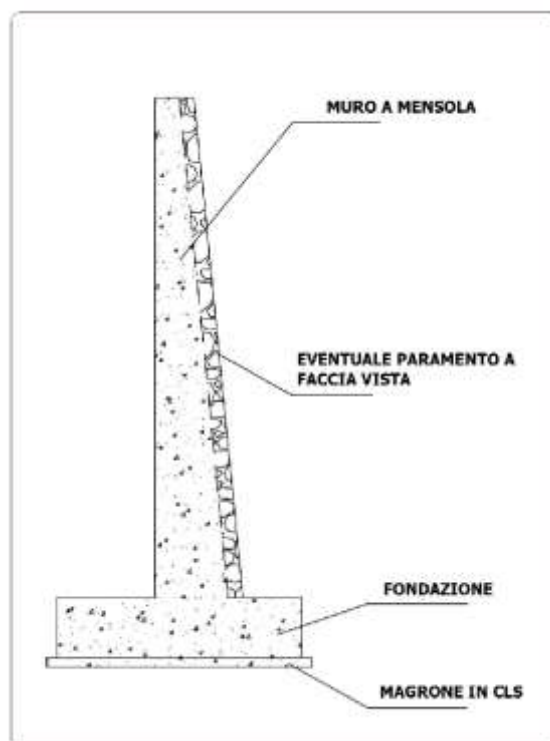 MURO A MENSOLA
EVENTUALE PARAMENTO A
FACCIA VISTA
FONDAZIONE
MAGRONE IN CLS